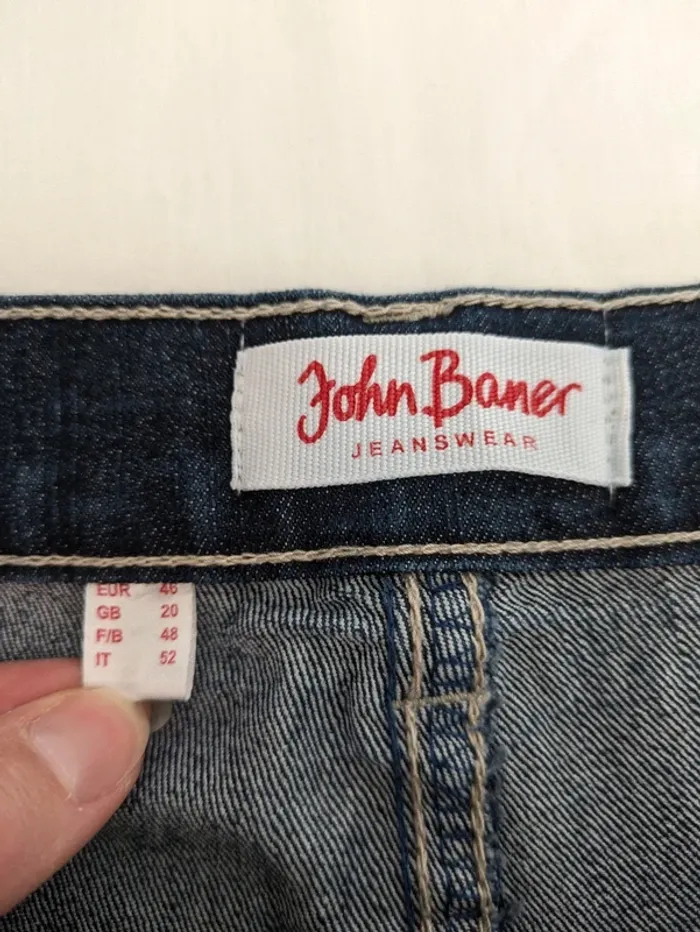 John Baner
JEANSWEAR
EUR 46
GB 20
F/B 48
IT 52